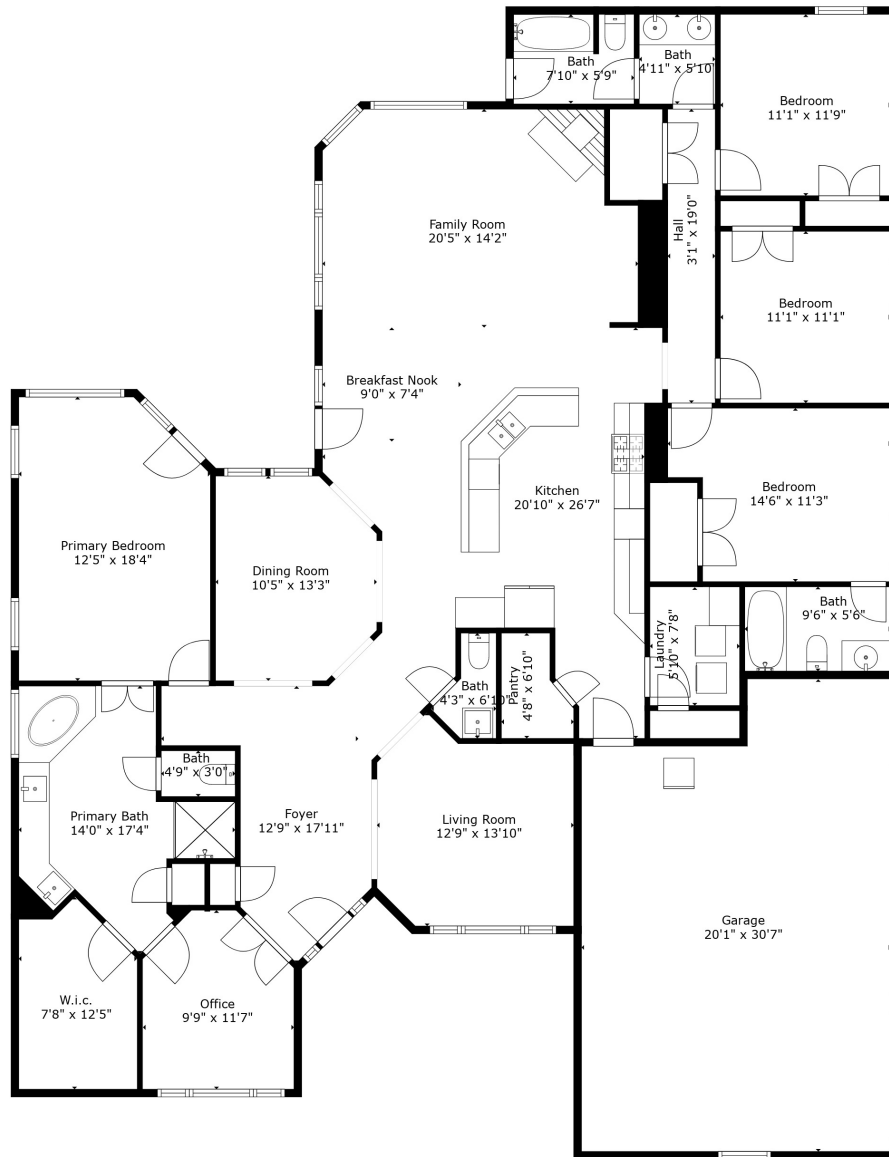 Bath
7'10" x 5'9"
Bath
4'11" x 5'10"
Bedroom
11'1" x 11'9"
Family Room
20'5" x 14'2"
Hall
3'1" x 19'0"
Bedroom
11'1" x 11'1"
Breakfast Nook
9'0" x 7'4"
Kitchen
20'10" x 26'7"
Bedroom
14'6" x 11'3"
Primary Bedroom
12'5" x 18'4"
Dining Room
10'5" x 13'3"
Bath
9'6" x 5'6"
Laundry
5'10" x 7'8"
Bath
4'3" x 6'10"
Pantry
4'8" x 6'10"
Bath
4'9" x 3'0"
Primary Bath
14'0" x 17'4"
Foyer
12'9" x 17'11"
Living Room
12'9" x 13'10"
Garage
20'1" x 30'7"
W.i.c.
7'8" x 12'5"
Office
9'9" x 11'7"